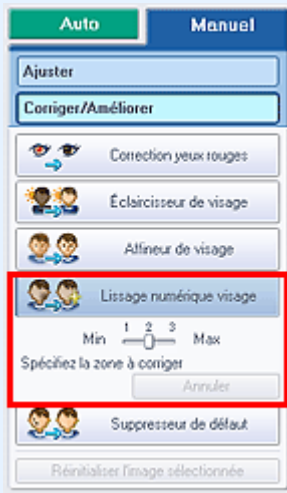 Auto Manuel
Ajuster
Corriger/Améliorer
Correction yeux rouges
Éclaircisseur de visage
Affineur de visage
Lissage numérique visage
1 2 3
Min Max
Spécifiez la zone à corriger
Annuler
Suppresseur de défaut
Réinitialiser l'image sélectionnée